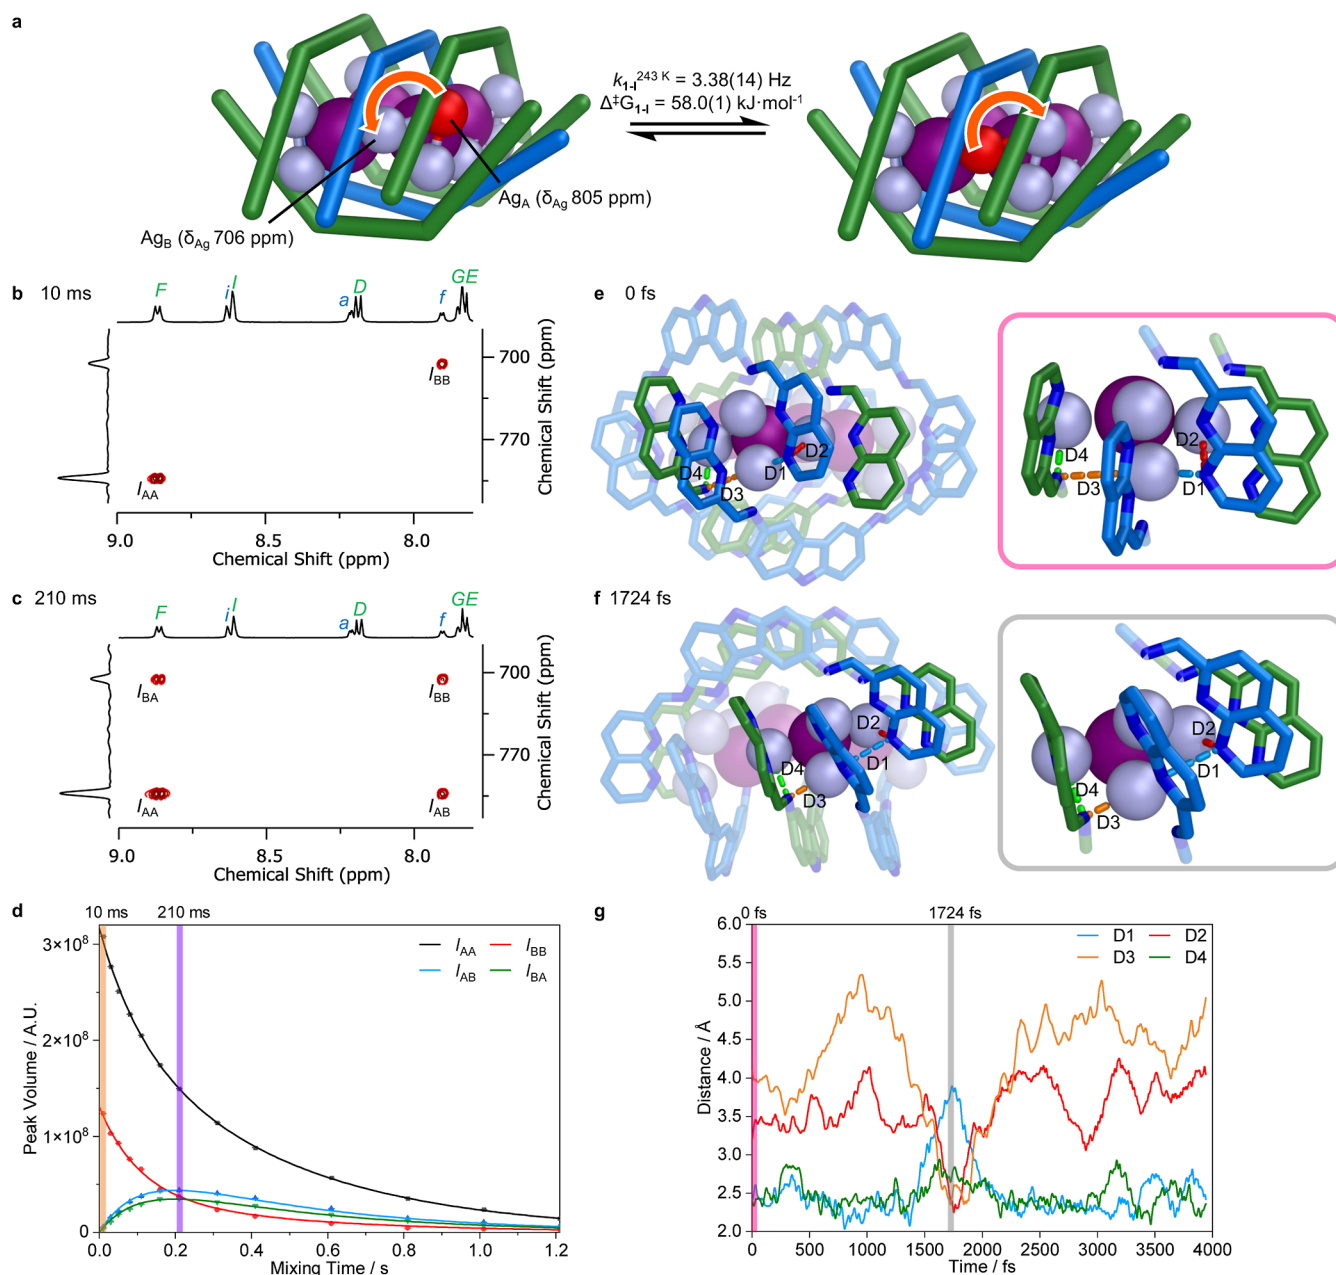 a
k1-I 243 K = 3.38(14) Hz
Δ‡G1-I = 58.0(1) kJ·mol-1
AgA (δAg 805 ppm)
AgB (δAg 706 ppm)
b 10 ms
F i I a D f GE
700
770
Chemical Shift (ppm)
IBB
IAA
9.0 8.5 8.0
Chemical Shift (ppm)
c 210 ms
F i I a D f GE
700
770
Chemical Shift (ppm)
IBA IBB
IAA IAB
9.0 8.5 8.0
Chemical Shift (ppm)
d 10 ms 210 ms
IAA IBB
IAB IBA
3×10⁸
2×10⁸
1×10⁸
0
Peak Volume / A.U.
0.0 0.2 0.4 0.6 0.8 1.0 1.2
Mixing Time / s
e 0 fs
D4 D3 D1 D2
D4 D3 D2 D1
f 1724 fs
D2 D1 D4 D3
D2 D1 D4 D3
g 0 fs 1724 fs
D1 D2
D3 D4
6.0
5.5
5.0
4.5
4.0
3.5
3.0
2.5
2.0
Distance / Å
0 500 1000 1500 2000 2500 3000 3500 4000
Time / fs